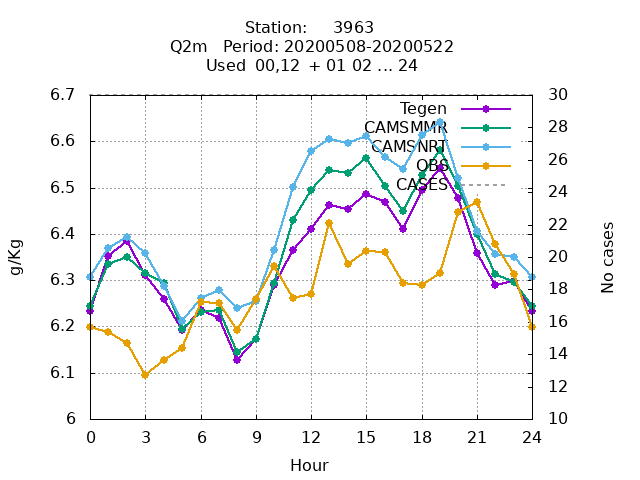 Station:     3963
Q2m   Period: 20200508-20200522
Used  00,12  + 01 02 ... 24
6.7
6.6
6.5
6.4
6.3
6.2
6.1
6
30
28
26
24
22
20
18
16
14
12
10
Tegen
CAMSMMR
CAMSNRT
OBS
CASES
g/Kg
No cases
0 3 6 9 12 15 18 21 24
Hour